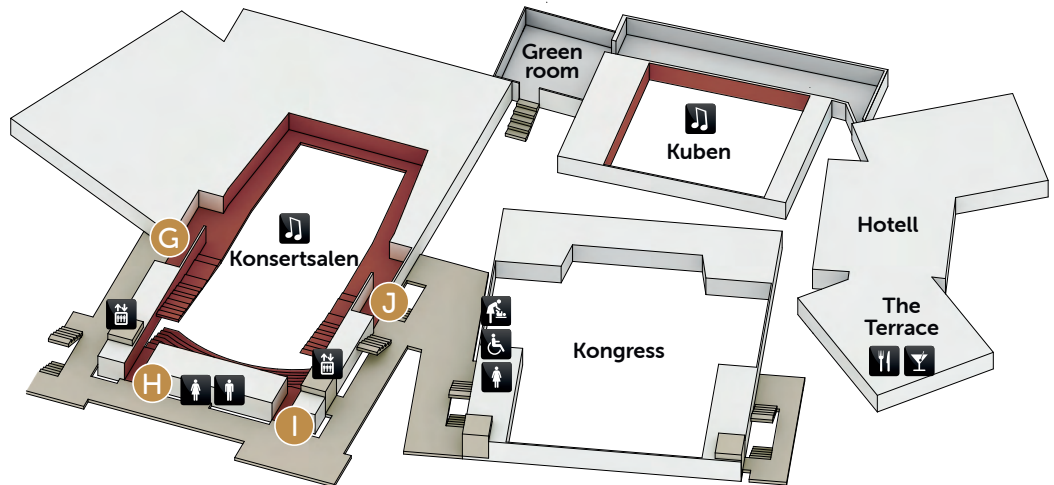 Green
room
Kuben
G
Konsertsalen
Hotell
J
The
Terrace
Kongress
H
I